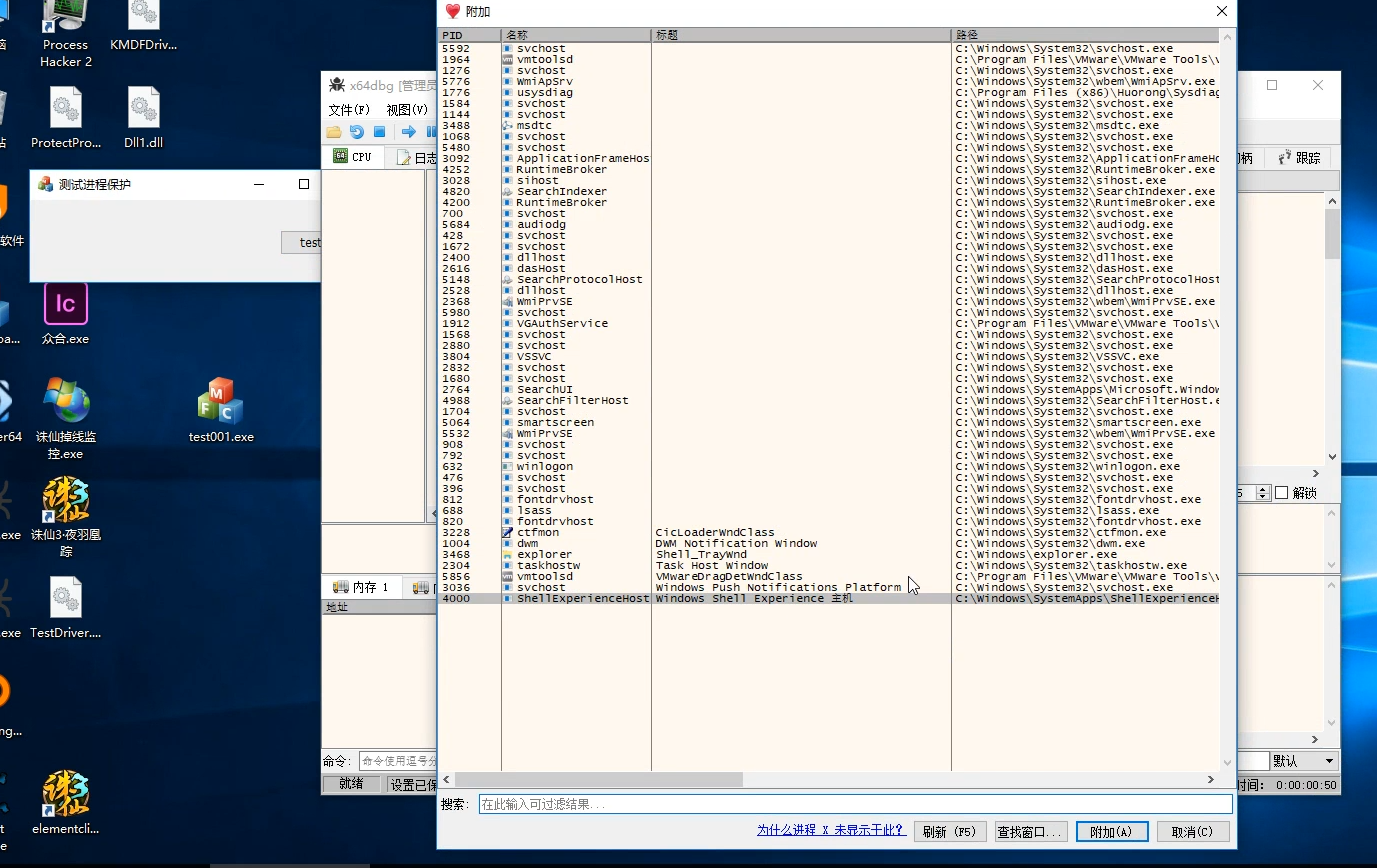 Process
Hacker 2
KMDFDriv...
ProtectPro...
Dll1.dll
测试进程保护
test
软件
众合.exe
诛仙掉线监
控.exe
test001.exe
诛仙3·夜羽凰
踪
TestDriver....
elementcli...
x64dbg [管理员
文件(F) 视图(V)
CPU
日志
句柄
跟踪
5
解锁
内存 1
地址
命令:
命令使用逗号分
默认
就绪
设置已保
时间: 0:00:00:50
附加
PID 名称 标题 路径
5592 svchost C:\Windows\System32\svchost.exe
1964 vmtoolsd C:\Program Files\VMware\VMware Tools\v
1276 svchost C:\Windows\System32\svchost.exe
5776 WmiApSrv C:\Windows\System32\wbem\WmiApSrv.exe
1776 usysdiag C:\Program Files (x86)\Huorong\Sysdiag
1584 svchost C:\Windows\System32\svchost.exe
1144 svchost C:\Windows\System32\svchost.exe
3488 msdtc C:\Windows\System32\msdtc.exe
1068 svchost C:\Windows\System32\svchost.exe
5480 svchost C:\Windows\System32\svchost.exe
3092 ApplicationFrameHos C:\Windows\System32\ApplicationFrameHo
4252 RuntimeBroker C:\Windows\System32\RuntimeBroker.exe
3028 sihost C:\Windows\System32\sihost.exe
4820 SearchIndexer C:\Windows\System32\SearchIndexer.exe
4200 RuntimeBroker C:\Windows\System32\RuntimeBroker.exe
700 svchost C:\Windows\System32\svchost.exe
5684 audiodg C:\Windows\System32\audiodg.exe
428 svchost C:\Windows\System32\svchost.exe
1672 svchost C:\Windows\System32\svchost.exe
2400 dllhost C:\Windows\System32\dllhost.exe
2616 dasHost C:\Windows\System32\dasHost.exe
5148 SearchProtocolHost C:\Windows\System32\SearchProtocolHost
2528 dllhost C:\Windows\System32\dllhost.exe
2368 WmiPrvSE C:\Windows\System32\wbem\WmiPrvSE.exe
5980 svchost C:\Windows\System32\svchost.exe
1912 VGAuthService C:\Program Files\VMware\VMware Tools\V
1568 svchost C:\Windows\System32\svchost.exe
2880 svchost C:\Windows\System32\svchost.exe
3804 VSSVC C:\Windows\System32\VSSVC.exe
2832 svchost C:\Windows\System32\svchost.exe
1680 svchost C:\Windows\System32\svchost.exe
2764 SearchUI C:\Windows\SystemApps\Microsoft.Window
4988 SearchFilterHost C:\Windows\System32\SearchFilterHost.e
1704 svchost C:\Windows\System32\svchost.exe
5064 smartscreen C:\Windows\System32\smartscreen.exe
5532 WmiPrvSE C:\Windows\System32\wbem\WmiPrvSE.exe
908 svchost C:\Windows\System32\svchost.exe
792 svchost C:\Windows\System32\svchost.exe
632 winlogon C:\Windows\System32\winlogon.exe
476 svchost C:\Windows\System32\svchost.exe
396 svchost C:\Windows\System32\svchost.exe
812 fontdrvhost C:\Windows\System32\fontdrvhost.exe
688 lsass C:\Windows\System32\lsass.exe
820 fontdrvhost C:\Windows\System32\fontdrvhost.exe
3228 ctfmon CicLoaderWndClass C:\Windows\System32\ctfmon.exe
1004 dwm DWM Notification Window C:\Windows\System32\dwm.exe
3468 explorer Shell_TrayWnd C:\Windows\explorer.exe
2304 taskhostw Task Host Window C:\Windows\System32\taskhostw.exe
5856 vmtoolsd VMwareDragDetWndClass C:\Program Files\VMware\VMware Tools\v
3036 svchost Windows Push Notifications Platform C:\Windows\System32\svchost.exe
4000 ShellExperienceHost Windows Shell Experience 主机 C:\Windows\SystemApps\ShellExperienceH
搜索: 在此输入可过滤结果...
为什么进程 X 未显示于此? 刷新 (F5) 查找窗口... 附加(A) 取消(C)